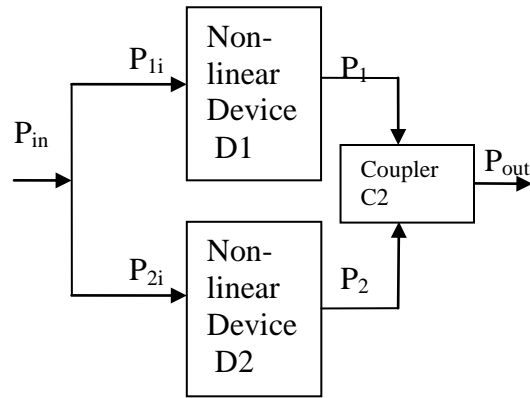 P1i
Non-
linear
Device
D1
P1
Pin
Coupler
C2
Pout
P2i
Non-
linear
Device
D2
P2